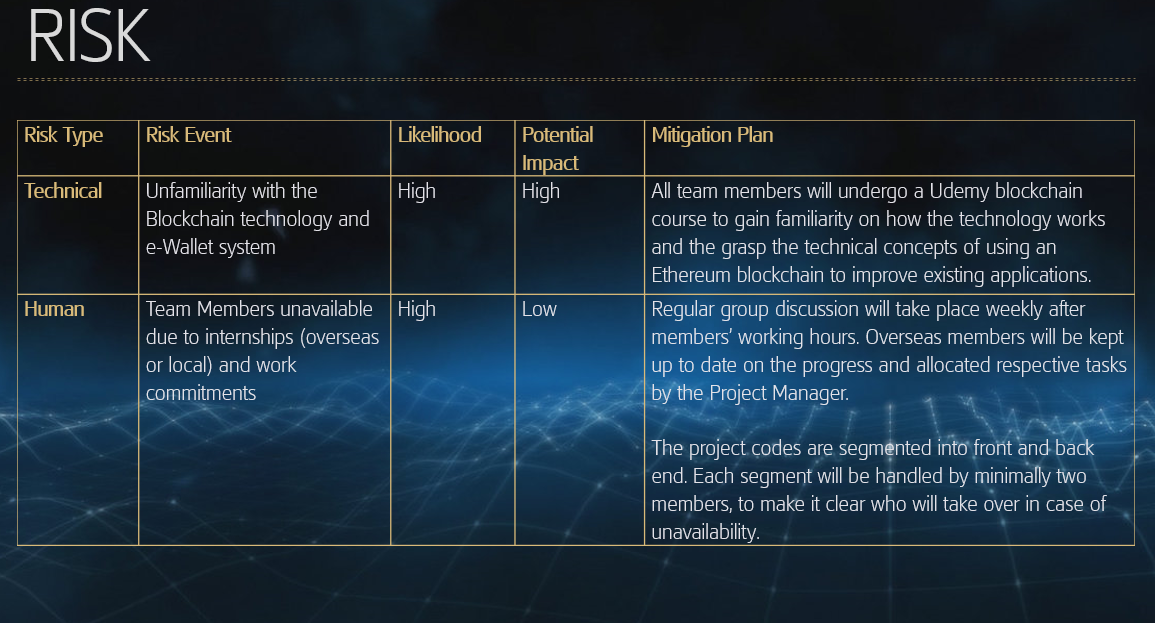 RISK
Risk Type
Risk Event
Likelihood
Potential
Impact
Mitigation Plan
Technical
Unfamiliarity with the
Blockchain technology and
e-Wallet system
High
High
All team members will undergo a Udemy blockchain
course to gain familiarity on how the technology works
and the grasp the technical concepts of using an
Ethereum blockchain to improve existing applications.
Human
Team Members unavailable
due to internships (overseas
or local) and work
commitments
High
Low
Regular group discussion will take place weekly after
members’ working hours. Overseas members will be kept
up to date on the progress and allocated respective tasks
by the Project Manager.
The project codes are segmented into front and back
end. Each segment will be handled by minimally two
members, to make it clear who will take over in case of
unavailability.